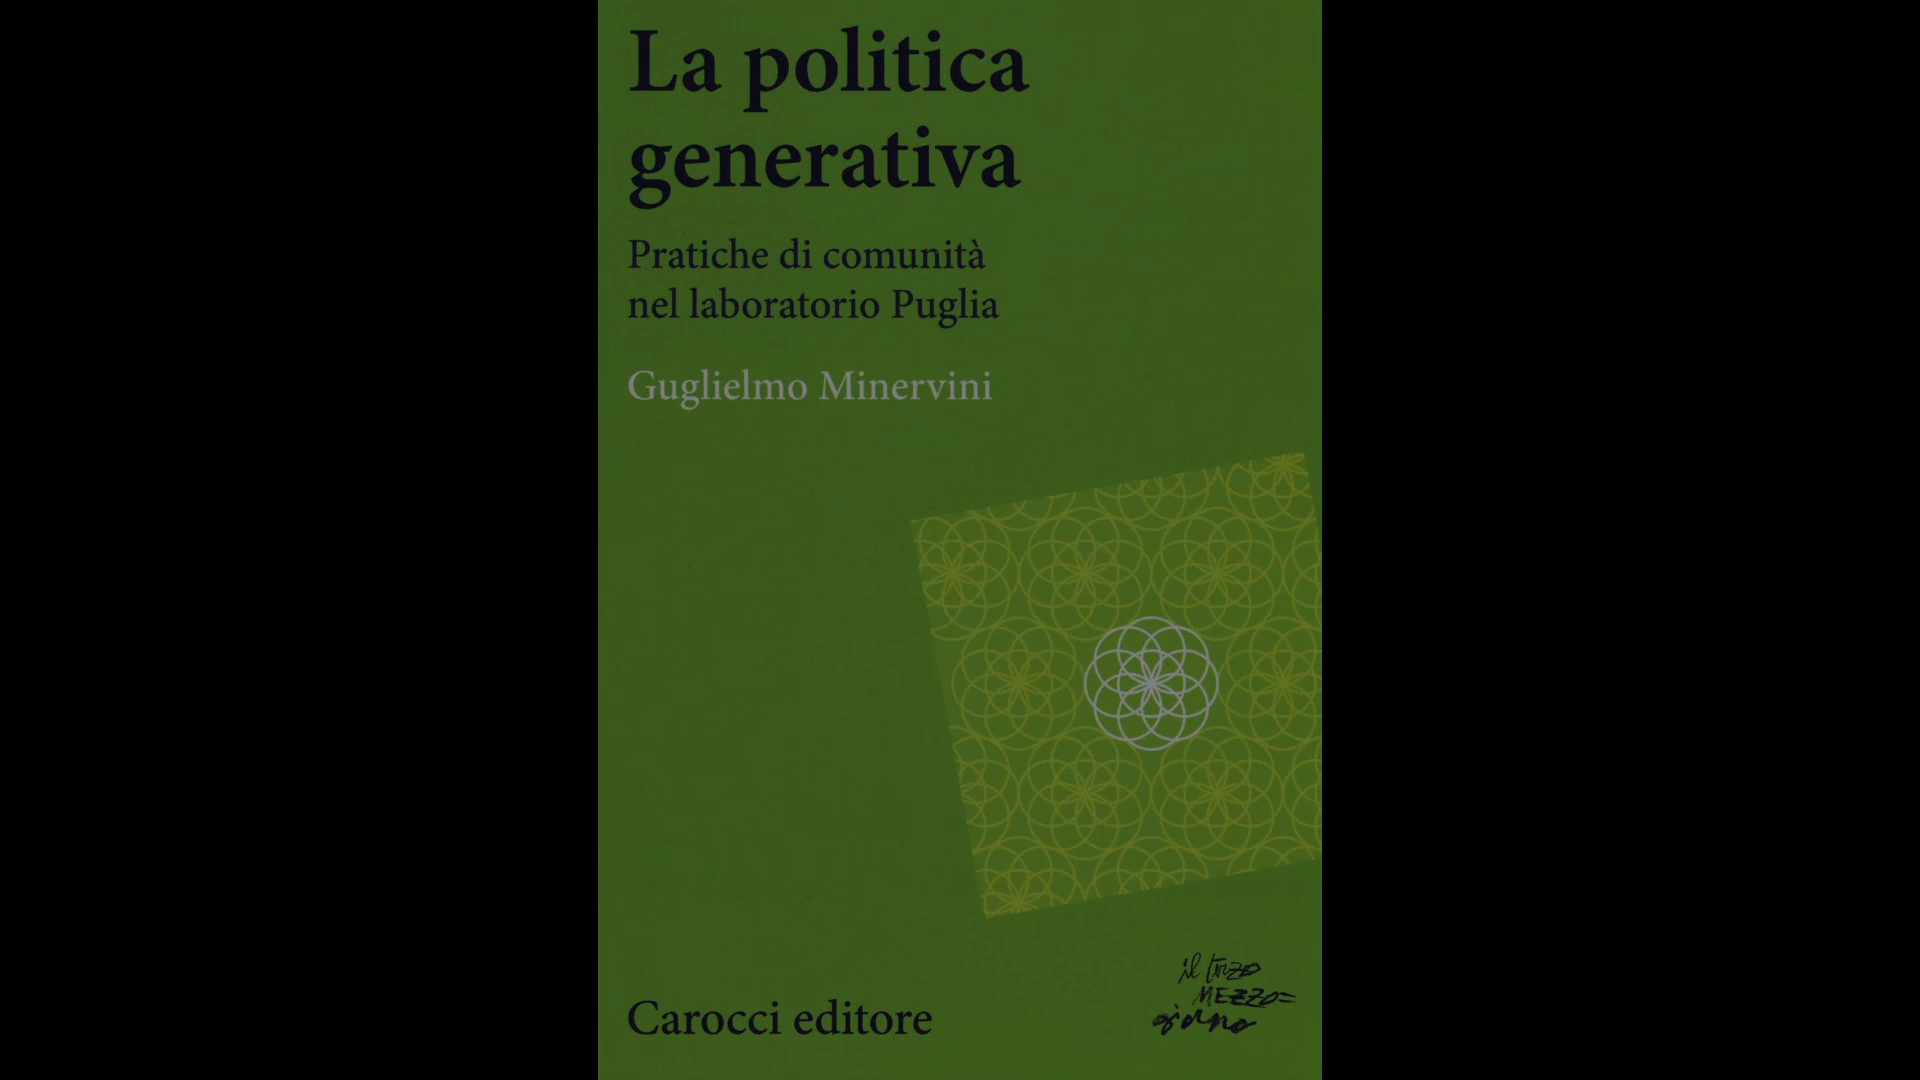 La politica
generativa
Pratiche di comunità
nel laboratorio Puglia
Guglielmo Minervini
il terzo
MEZZO=
giorno
Carocci editore